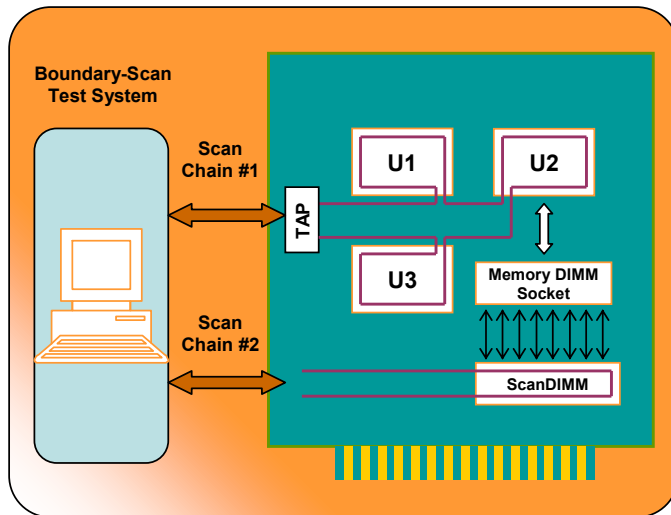 Boundary-Scan
Test System
Scan
Chain #1
TAP
U1
U2
U3
Memory DIMM
Socket
Scan
Chain #2
ScanDIMM